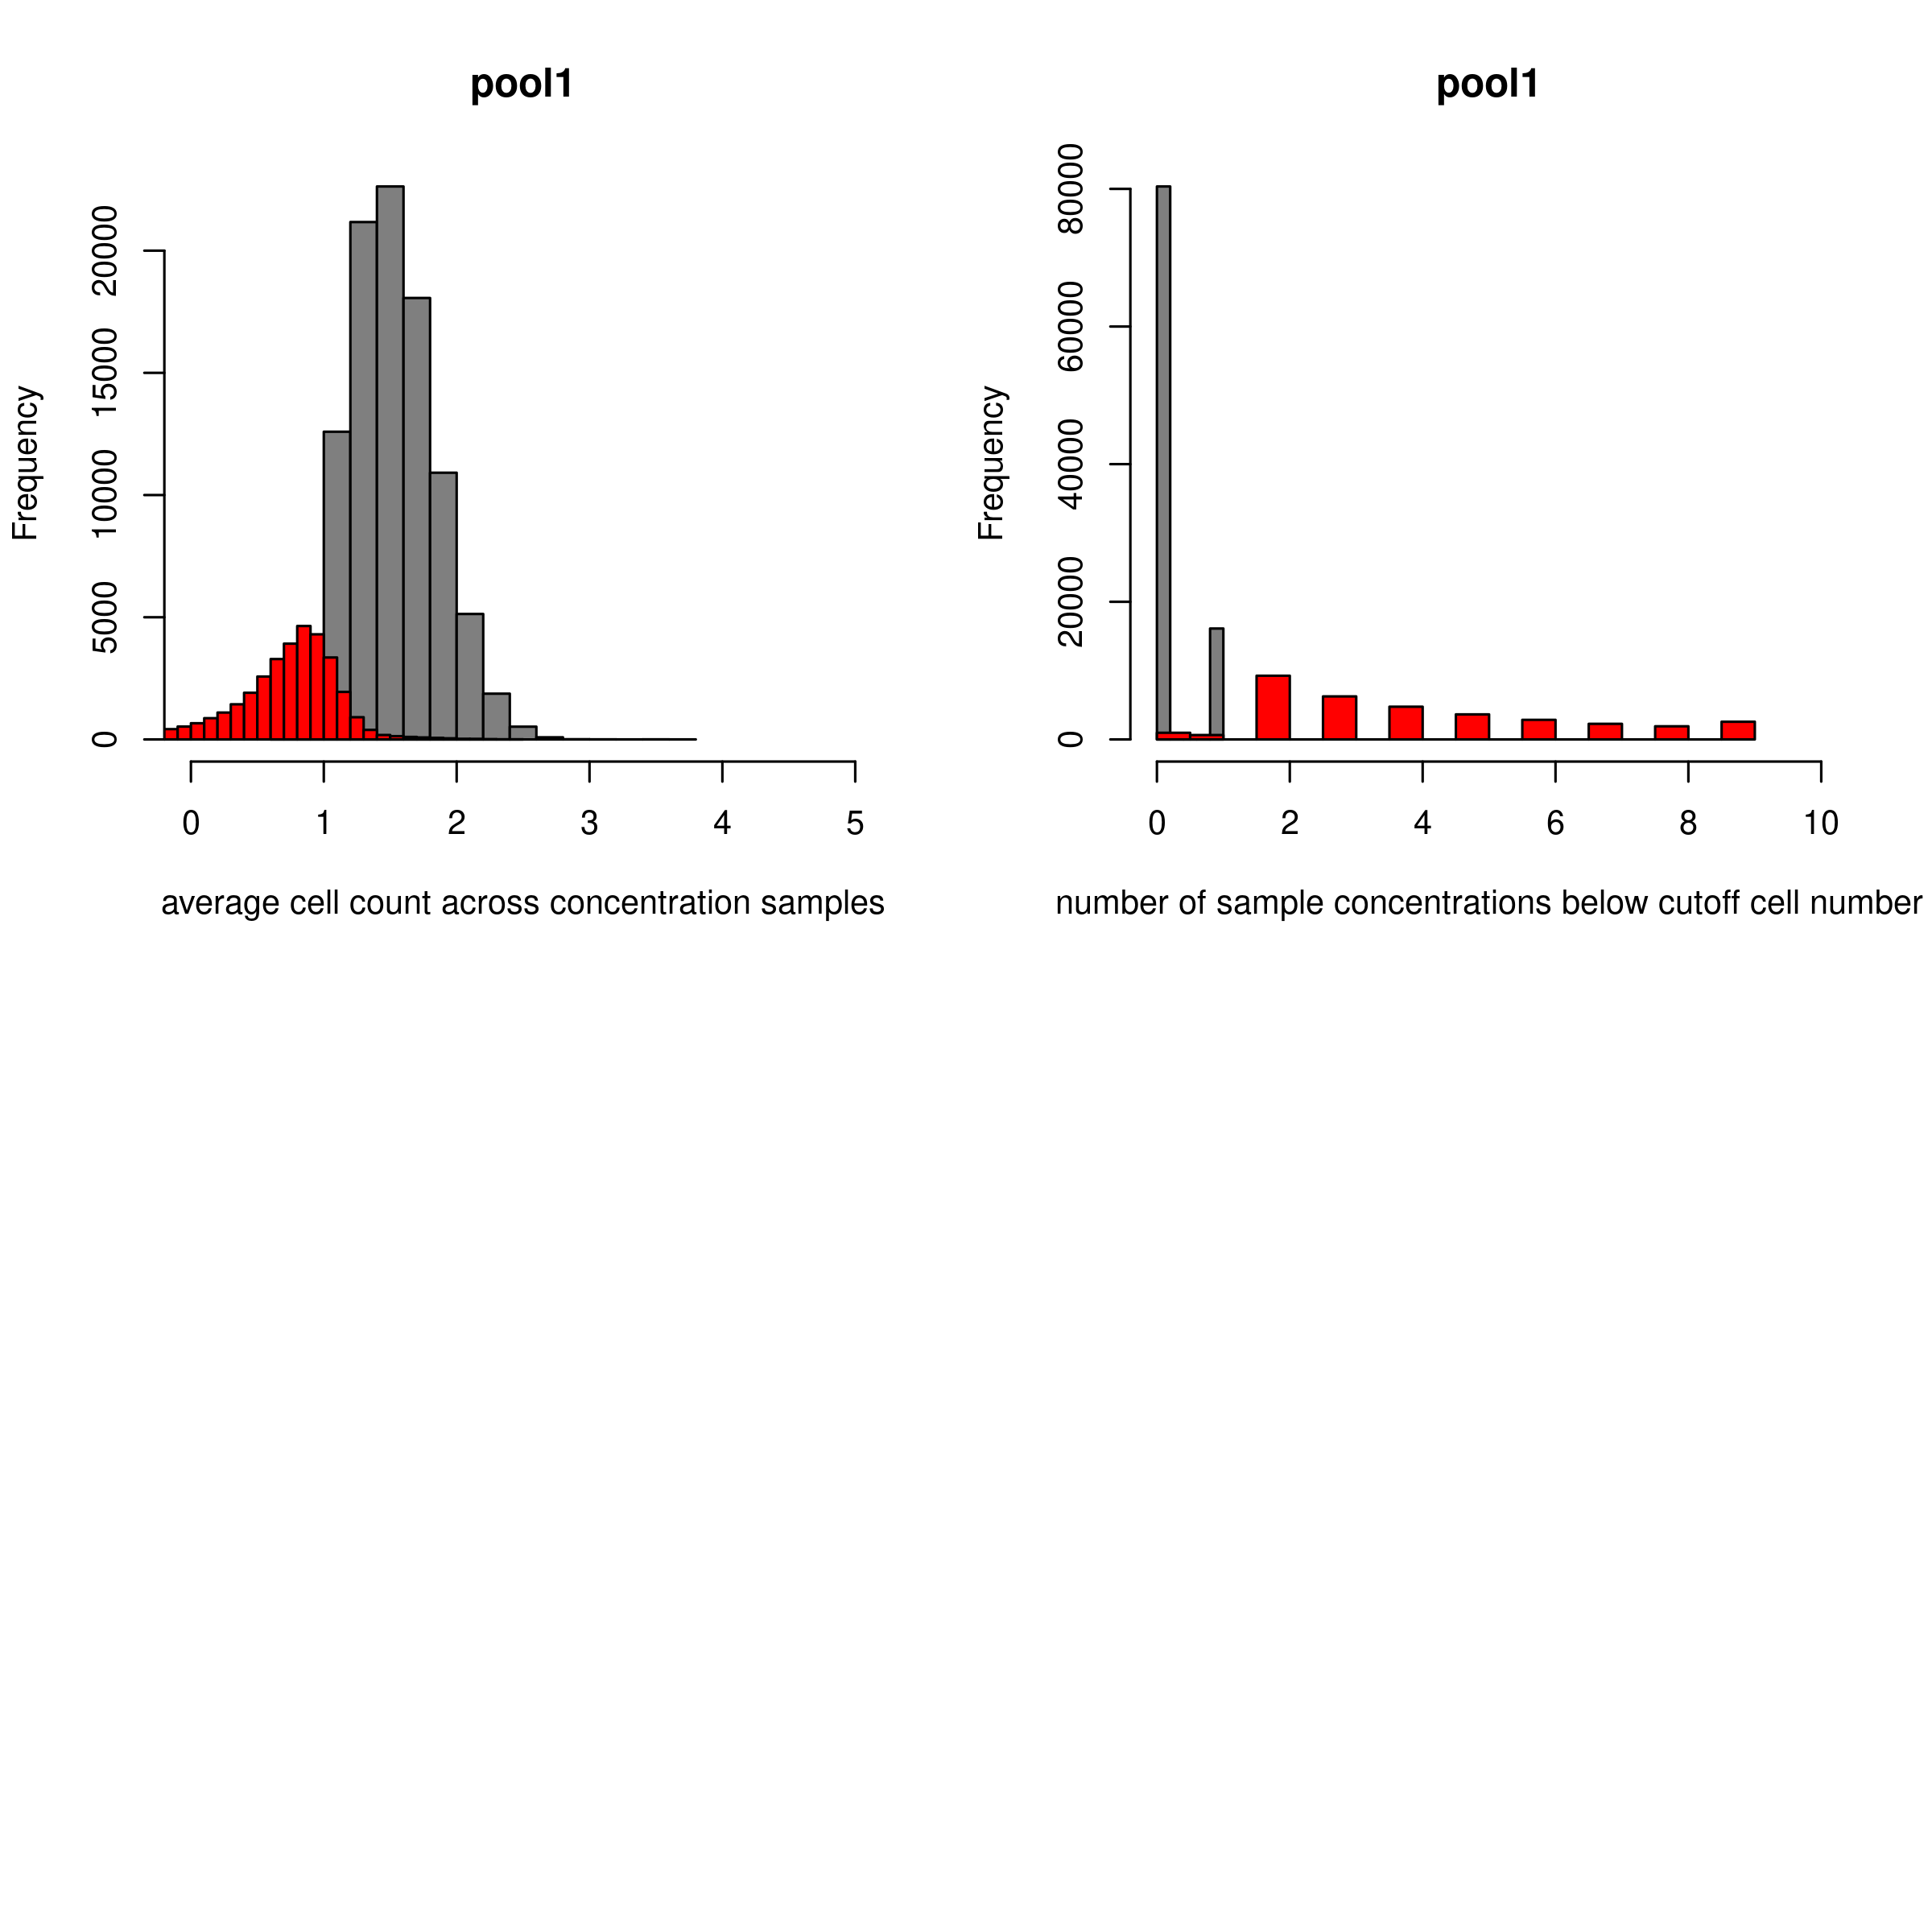 pool1
Frequency
0 5000 10000 15000 20000
0 1 2 3 4 5
average cell count across concentration samples
pool1
Frequency
0 20000 40000 60000 80000
0 2 4 6 8 10
number of sample concentrations below cutoff cell number